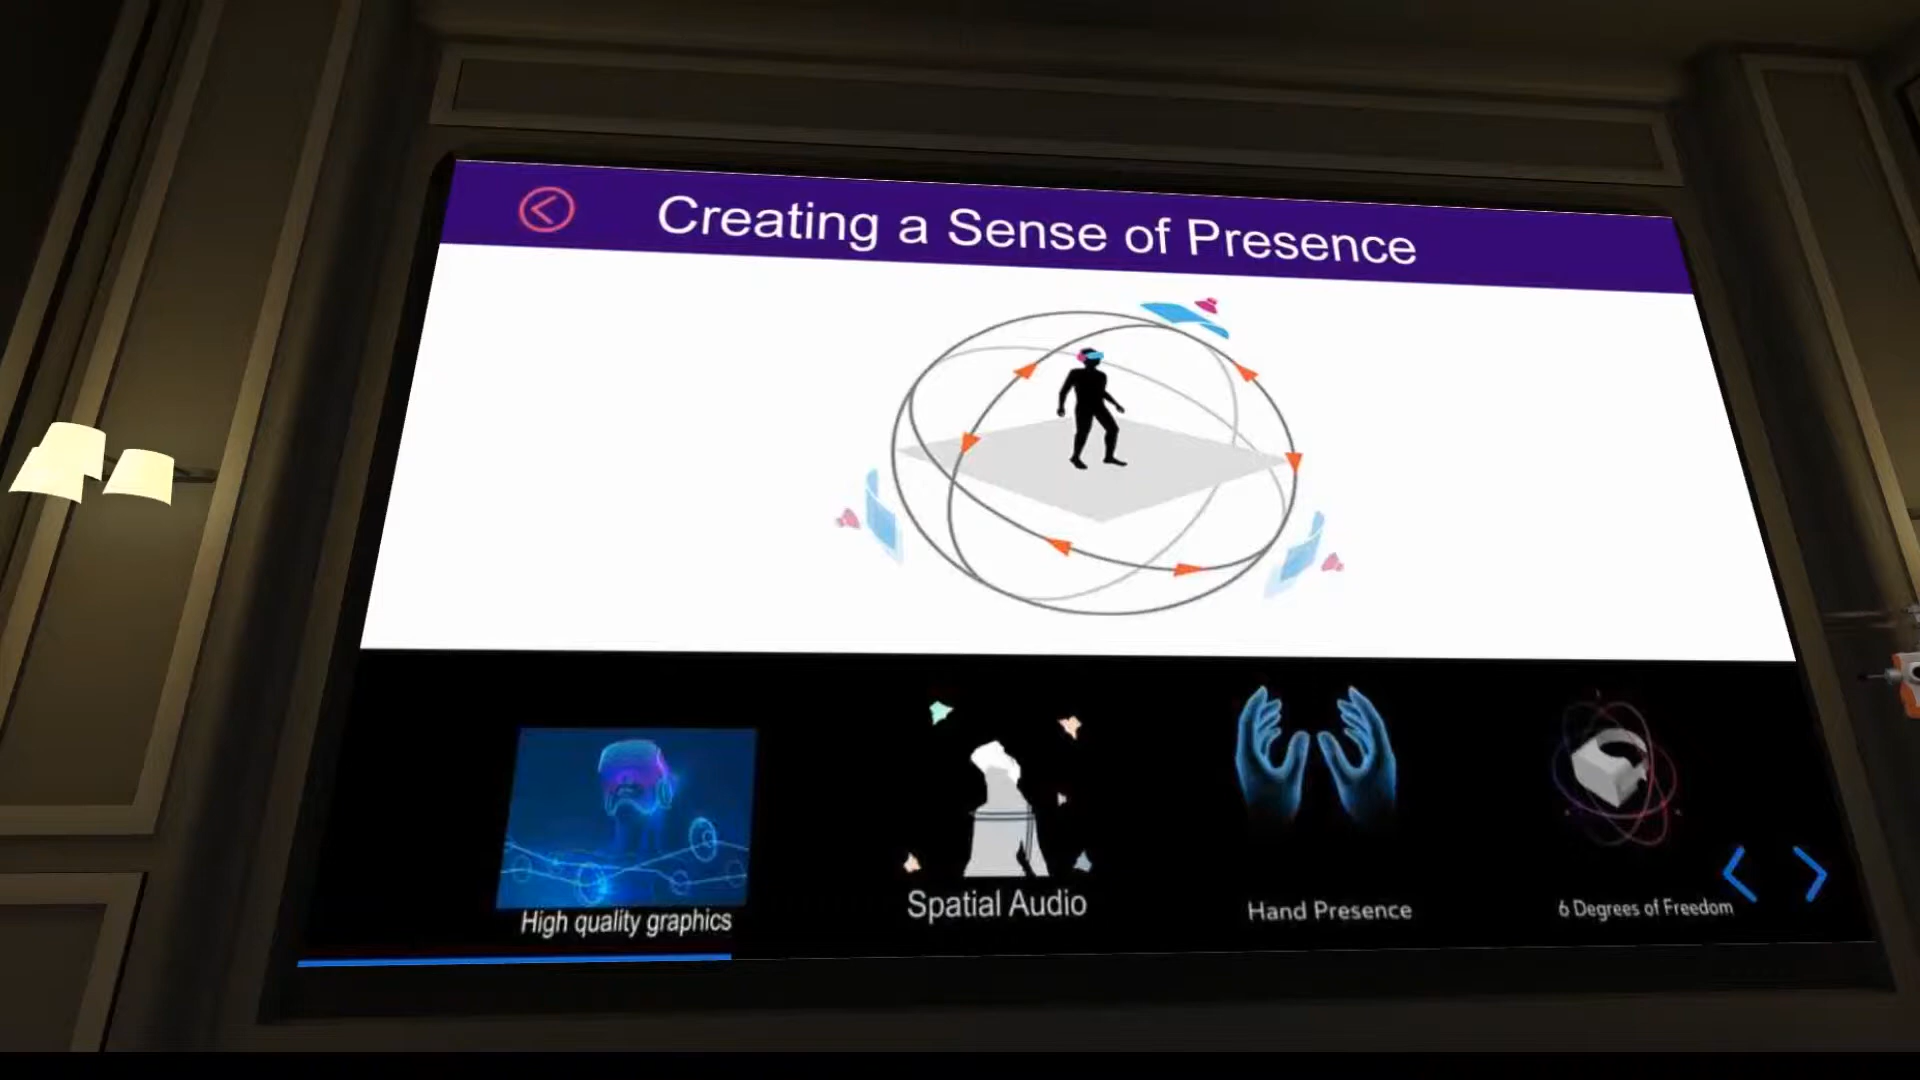 Creating a Sense of Presence
High quality graphics
Spatial Audio
Hand Presence
6 Degrees of Freedom